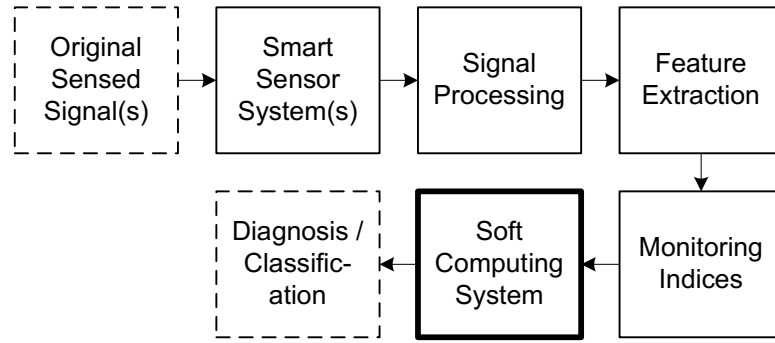 Original
Sensed
Signal(s)
Smart
Sensor
System(s)
Signal
Processing
Feature
Extraction
Monitoring
Indices
Soft
Computing
System
Diagnosis /
Classific-
ation